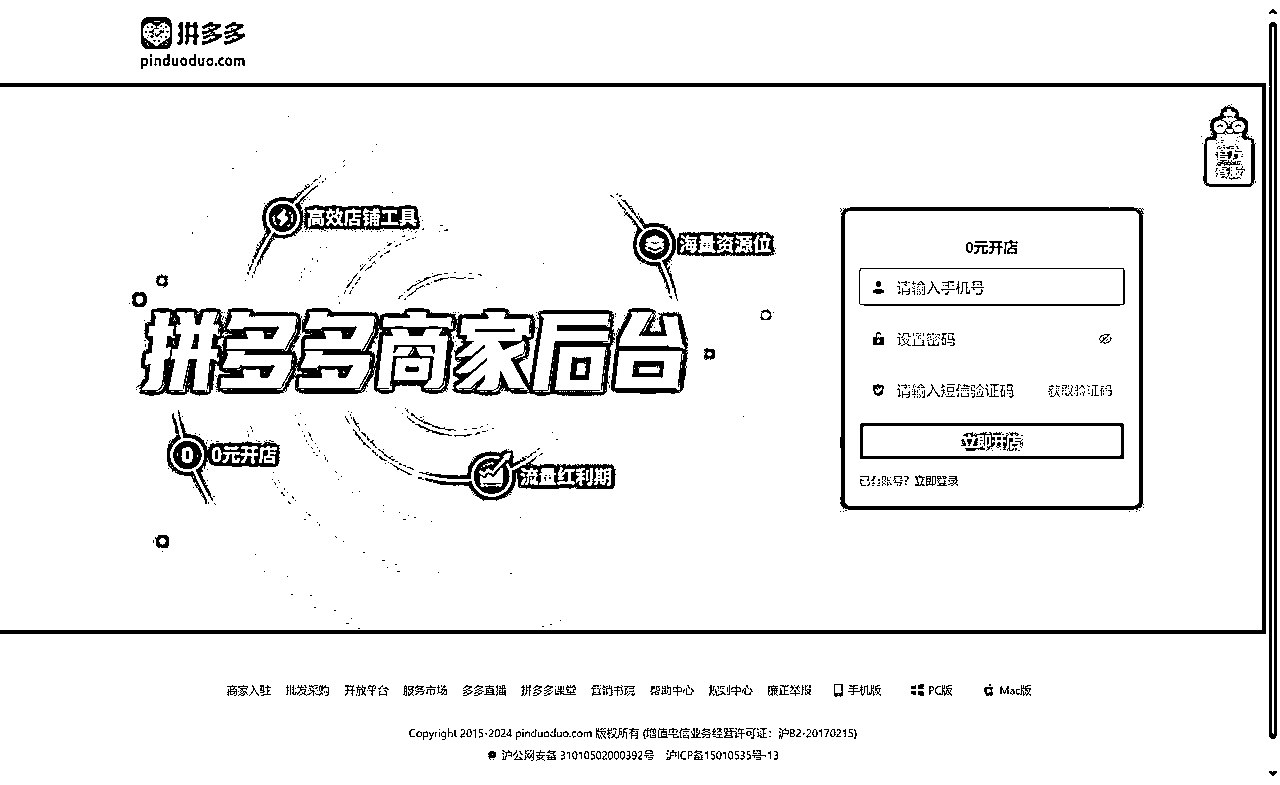 拼多多
pinduoduo.com
官方
客服
高效店铺工具
海量资源位
拼多多商家后台
0
0元开店
流量红利期
0元开店
请输入手机号
设置密码
请输入短信验证码 获取验证码
立即开店
已有账号？立即登录
商家入驻 批发采购 开放平台 服务市场 多多直播 拼多多课堂 营销书院 帮助中心 规则中心 廉正举报 手机版 PC版 Mac版
Copyright 2015-2024 pinduoduo.com 版权所有 (增值电信业务经营许可证：沪B2-20170215)
沪公网安备 31010502000392号 沪ICP备15010535号-13